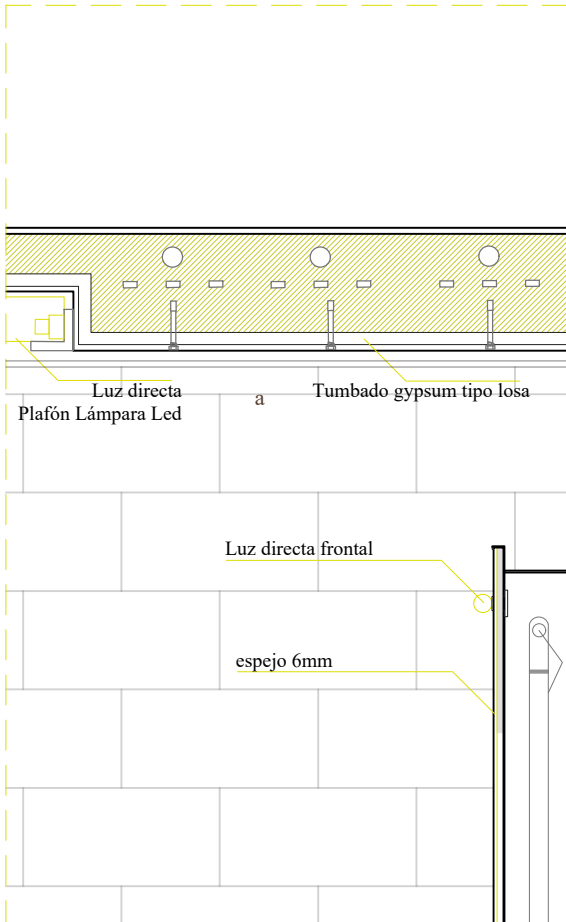 Luz directa
Plafón Lámpara Led
a
Tumbado gypsum tipo losa
Luz directa frontal
espejo 6mm